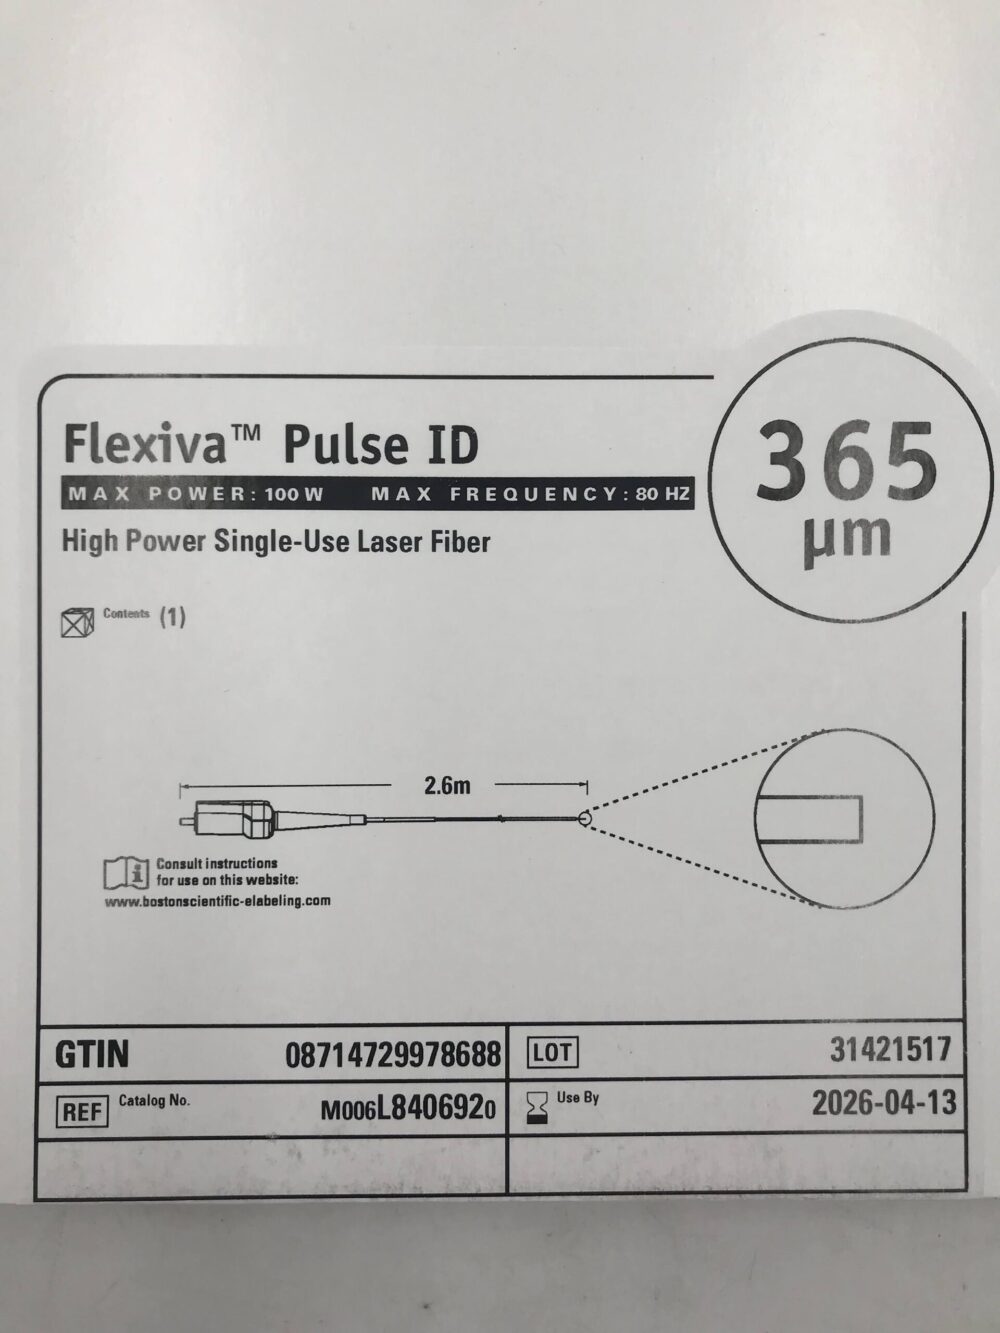 Flexiva™ Pulse ID
MAX POWER: 100 W MAX FREQUENCY: 80 HZ
High Power Single-Use Laser Fiber
365
µm
Contents (1)
2.6m
Consult instructions
for use on this website:
www.bostonscientific-elabeling.com
GTIN 08714729978688
LOT 31421517
REF Catalog No. M006L8406920
Use By 2026-04-13